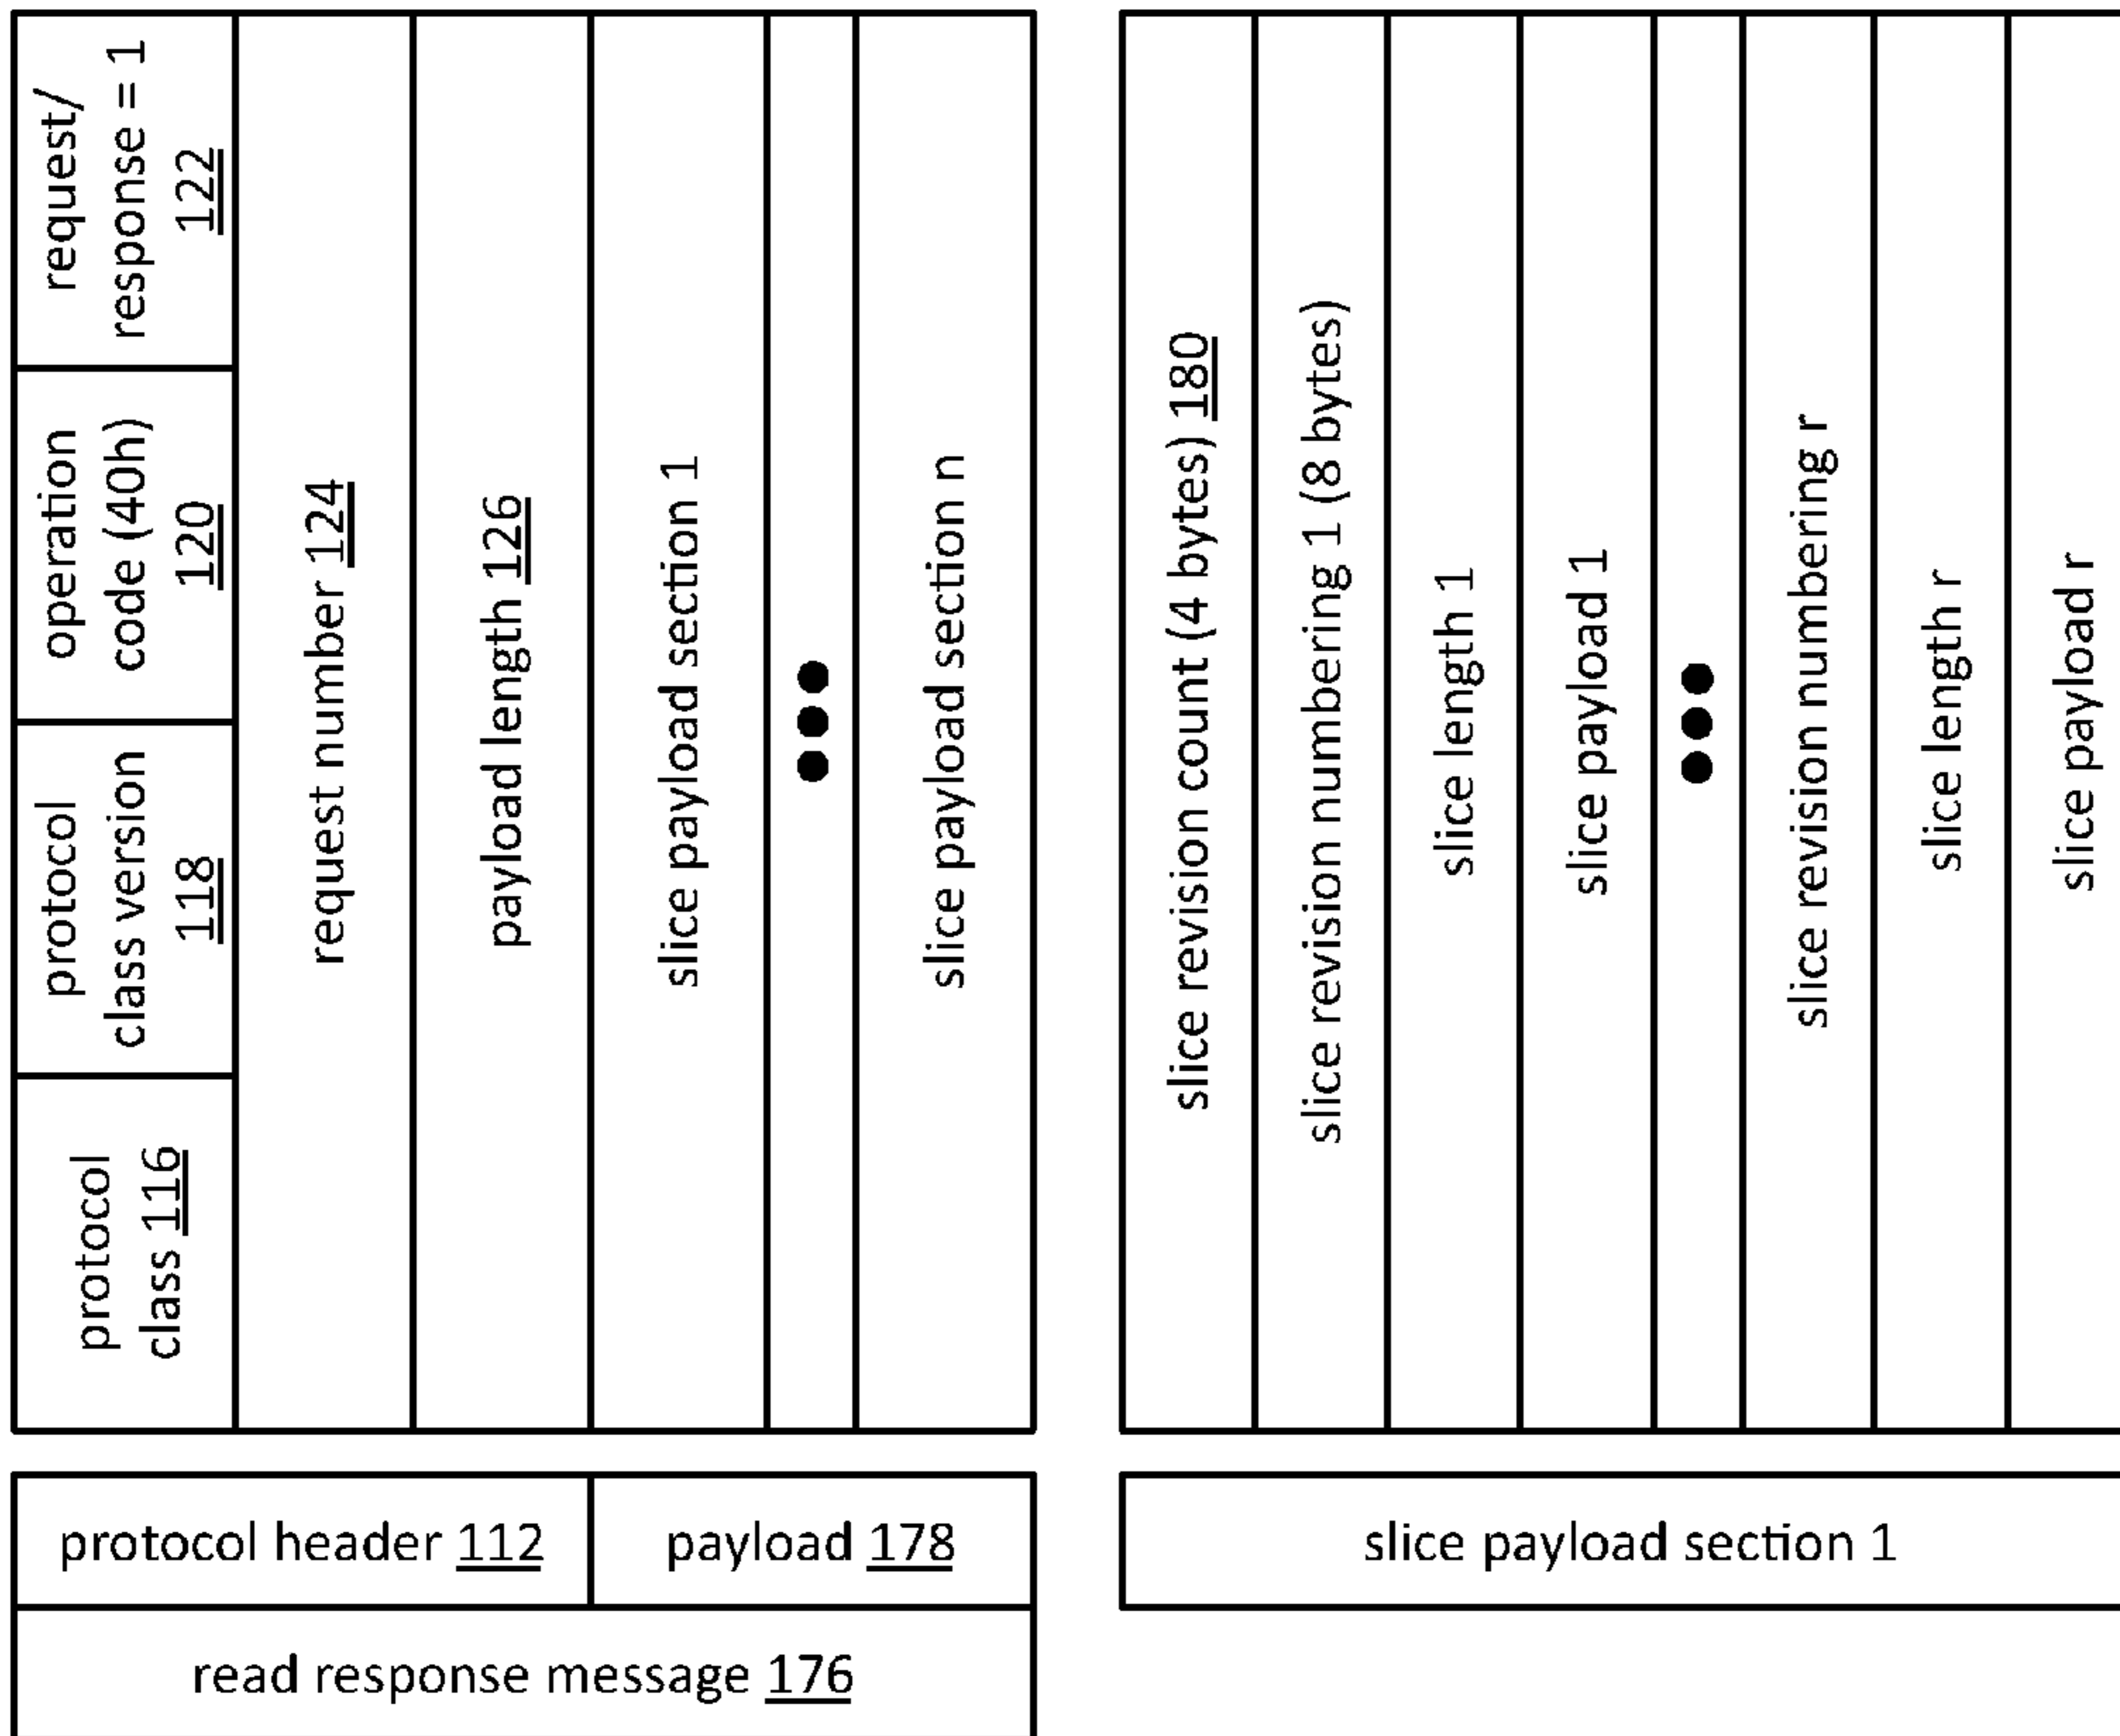 protocol
class 116
protocol
class version
118
operation
code (40h)
120
request/
response = 1
122
request number 124
payload length 126
slice payload section 1
slice payload section n
slice revision count (4 bytes) 180
slice revision numbering 1 (8 bytes)
slice length 1
slice payload 1
slice revision numbering r
slice length r
slice payload r
protocol header 112
payload 178
read response message 176
slice payload section 1